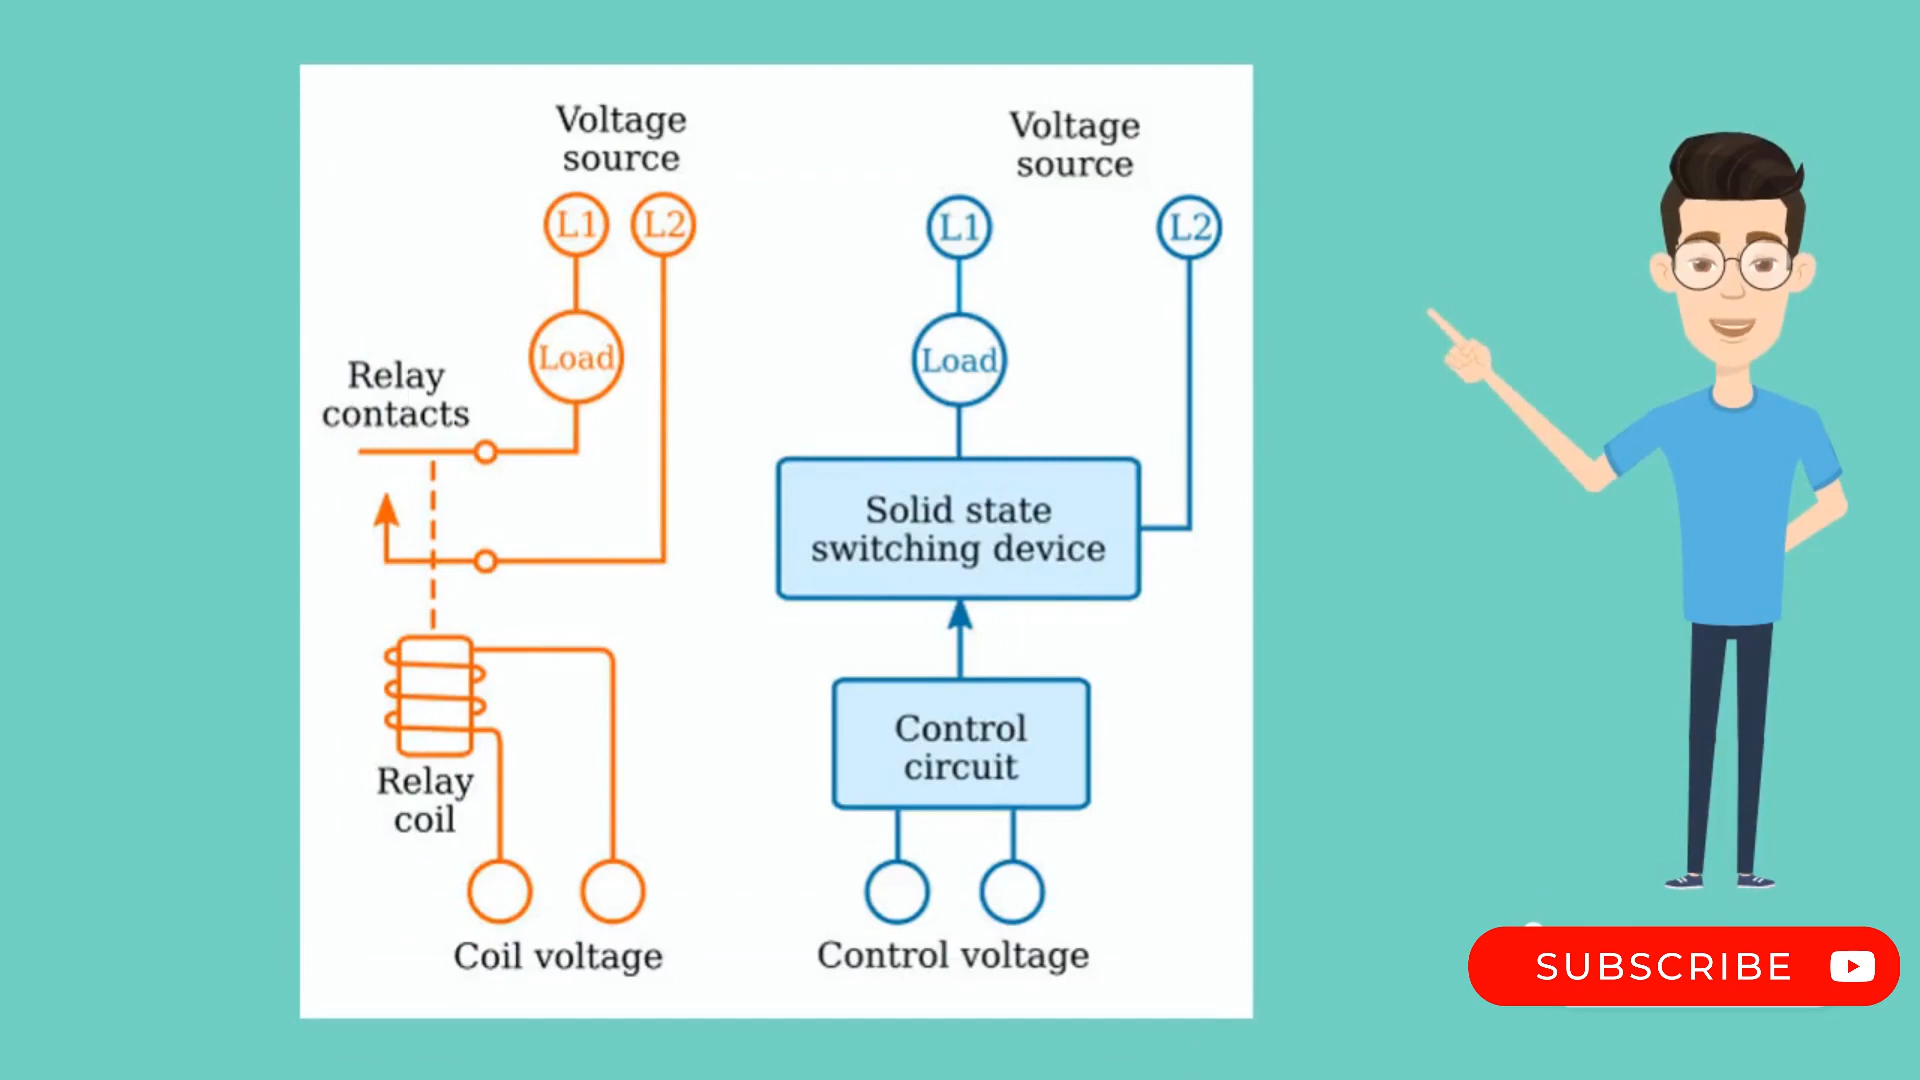 Voltage
source
L1
L2
Load
Relay
contacts
Relay
coil
Coil voltage
Voltage
source
L1
L2
Load
Solid state
switching device
Control
circuit
Control voltage
SUBSCRIBE